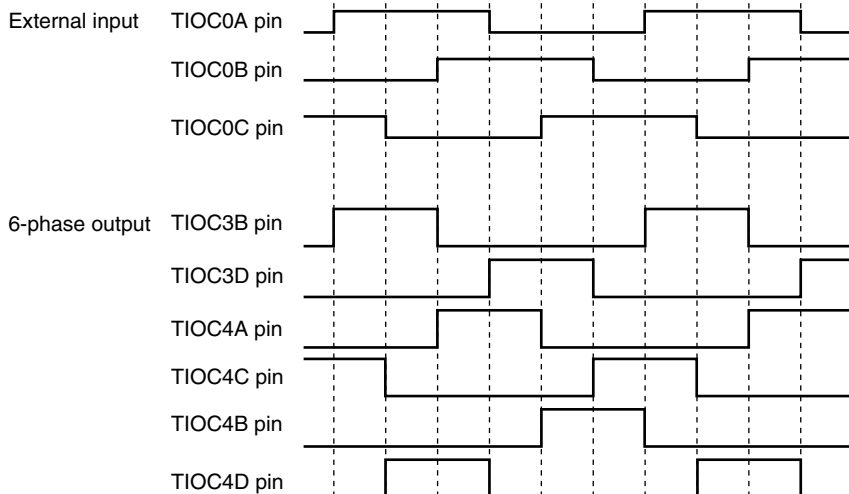 External input TIOC0A pin
TIOC0B pin
TIOC0C pin
6-phase output TIOC3B pin
TIOC3D pin
TIOC4A pin
TIOC4C pin
TIOC4B pin
TIOC4D pin